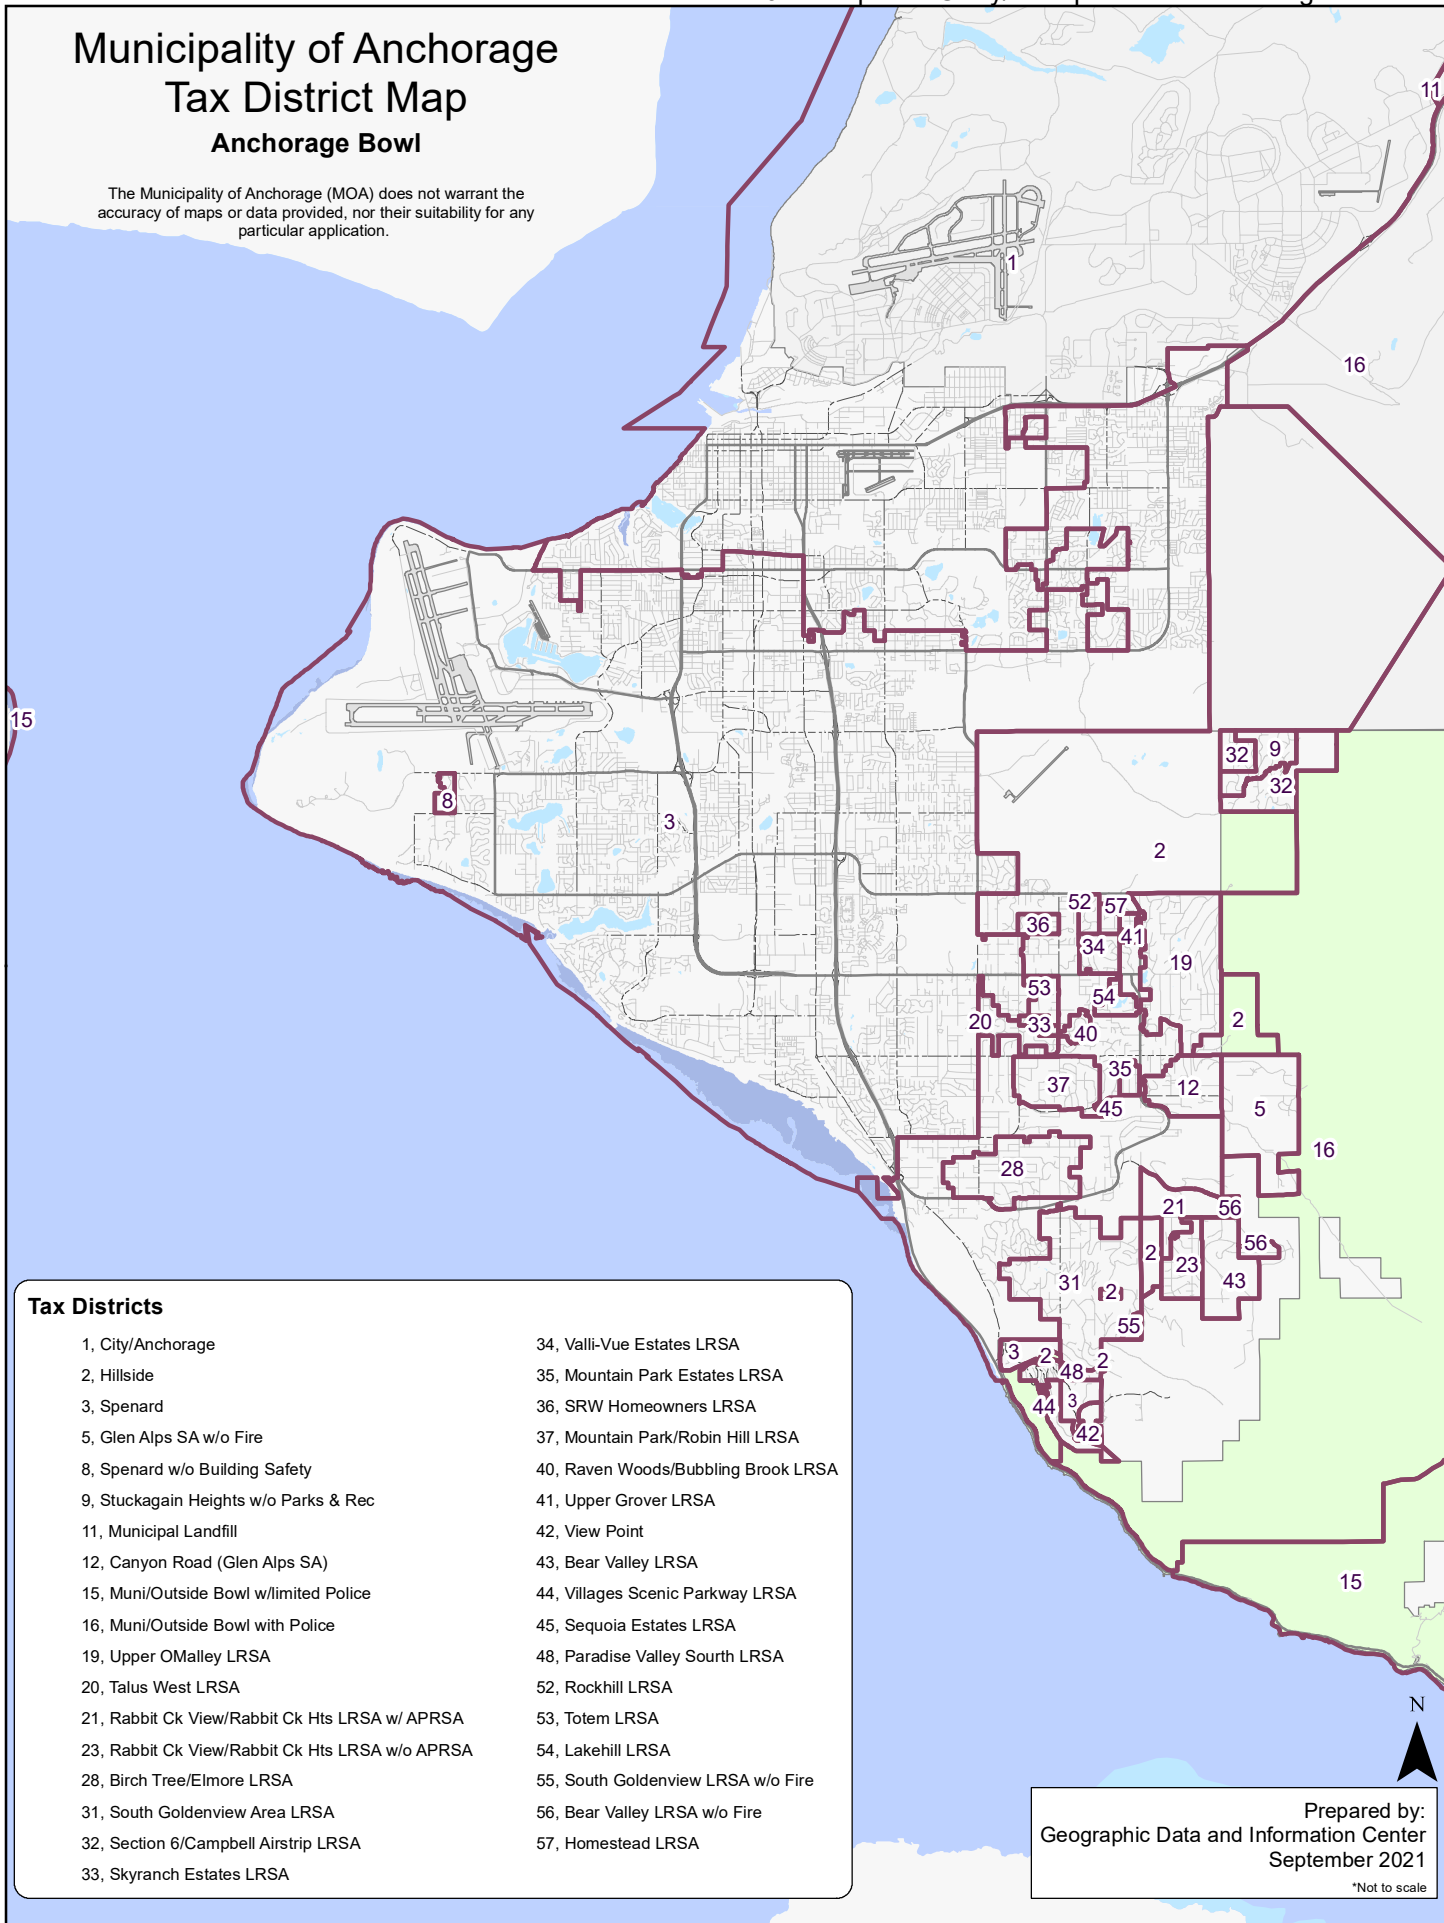 Municipality of Anchorage
Tax District Map
Anchorage Bowl
The Municipality of Anchorage (MOA) does not warrant the
accuracy of maps or data provided, nor their suitability for any
particular application.
11
1
16
15
8
3
32
9
32
2
52
57
36
41
34
19
53
54
20
33
40
2
35
37
12
45
5
16
28
21
56
2
56
23
31
43
2
55
3
2
2
48
44
3
42
15
Tax Districts
1, City/Anchorage
2, Hillside
3, Spenard
5, Glen Alps SA w/o Fire
8, Spenard w/o Building Safety
9, Stuckagain Heights w/o Parks & Rec
11, Municipal Landfill
12, Canyon Road (Glen Alps SA)
15, Muni/Outside Bowl w/limited Police
16, Muni/Outside Bowl with Police
19, Upper OMalley LRSA
20, Talus West LRSA
21, Rabbit Ck View/Rabbit Ck Hts LRSA w/ APRSA
23, Rabbit Ck View/Rabbit Ck Hts LRSA w/o APRSA
28, Birch Tree/Elmore LRSA
31, South Goldenview Area LRSA
32, Section 6/Campbell Airstrip LRSA
33, Skyranch Estates LRSA
34, Valli-Vue Estates LRSA
35, Mountain Park Estates LRSA
36, SRW Homeowners LRSA
37, Mountain Park/Robin Hill LRSA
40, Raven Woods/Bubbling Brook LRSA
41, Upper Grover LRSA
42, View Point
43, Bear Valley LRSA
44, Villages Scenic Parkway LRSA
45, Sequoia Estates LRSA
48, Paradise Valley Sourth LRSA
52, Rockhill LRSA
53, Totem LRSA
54, Lakehill LRSA
55, South Goldenview LRSA w/o Fire
56, Bear Valley LRSA w/o Fire
57, Homestead LRSA
N
Prepared by:
Geographic Data and Information Center
September 2021
*Not to scale